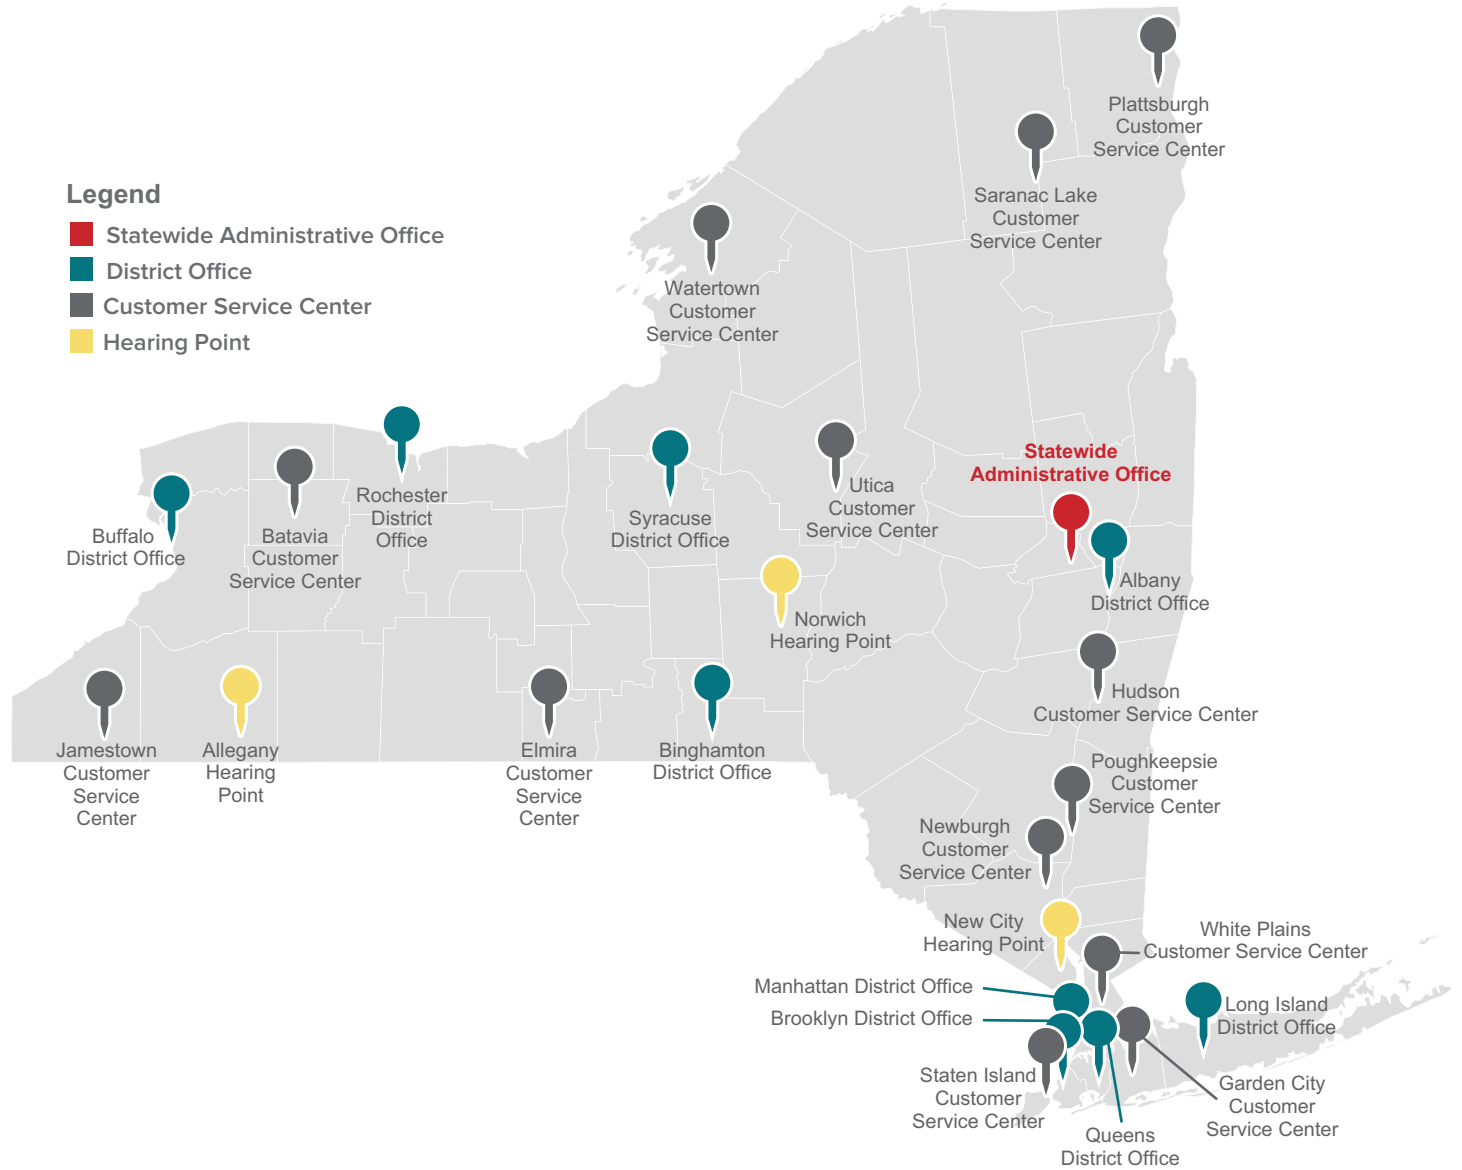 Plattsburgh
Customer
Service Center
Saranac Lake
Customer
Service Center
Legend
Statewide Administrative Office
District Office
Customer Service Center
Hearing Point
Watertown
Customer
Service Center
Statewide
Administrative Office
Buffalo
District Office
Batavia
Customer
Service Center
Rochester
District
Office
Syracuse
District Office
Utica
Customer
Service Center
Albany
District Office
Norwich
Hearing Point
Hudson
Customer Service Center
Jamestown
Customer
Service
Center
Allegany
Hearing
Point
Elmira
Customer
Service
Center
Binghamton
District Office
Poughkeepsie
Customer
Service Center
Newburgh
Customer
Service Center
New City
Hearing Point
White Plains
Customer Service Center
Manhattan District Office
Brooklyn District Office
Long Island
District Office
Staten Island
Customer
Service Center
Garden City
Customer
Service Center
Queens
District Office